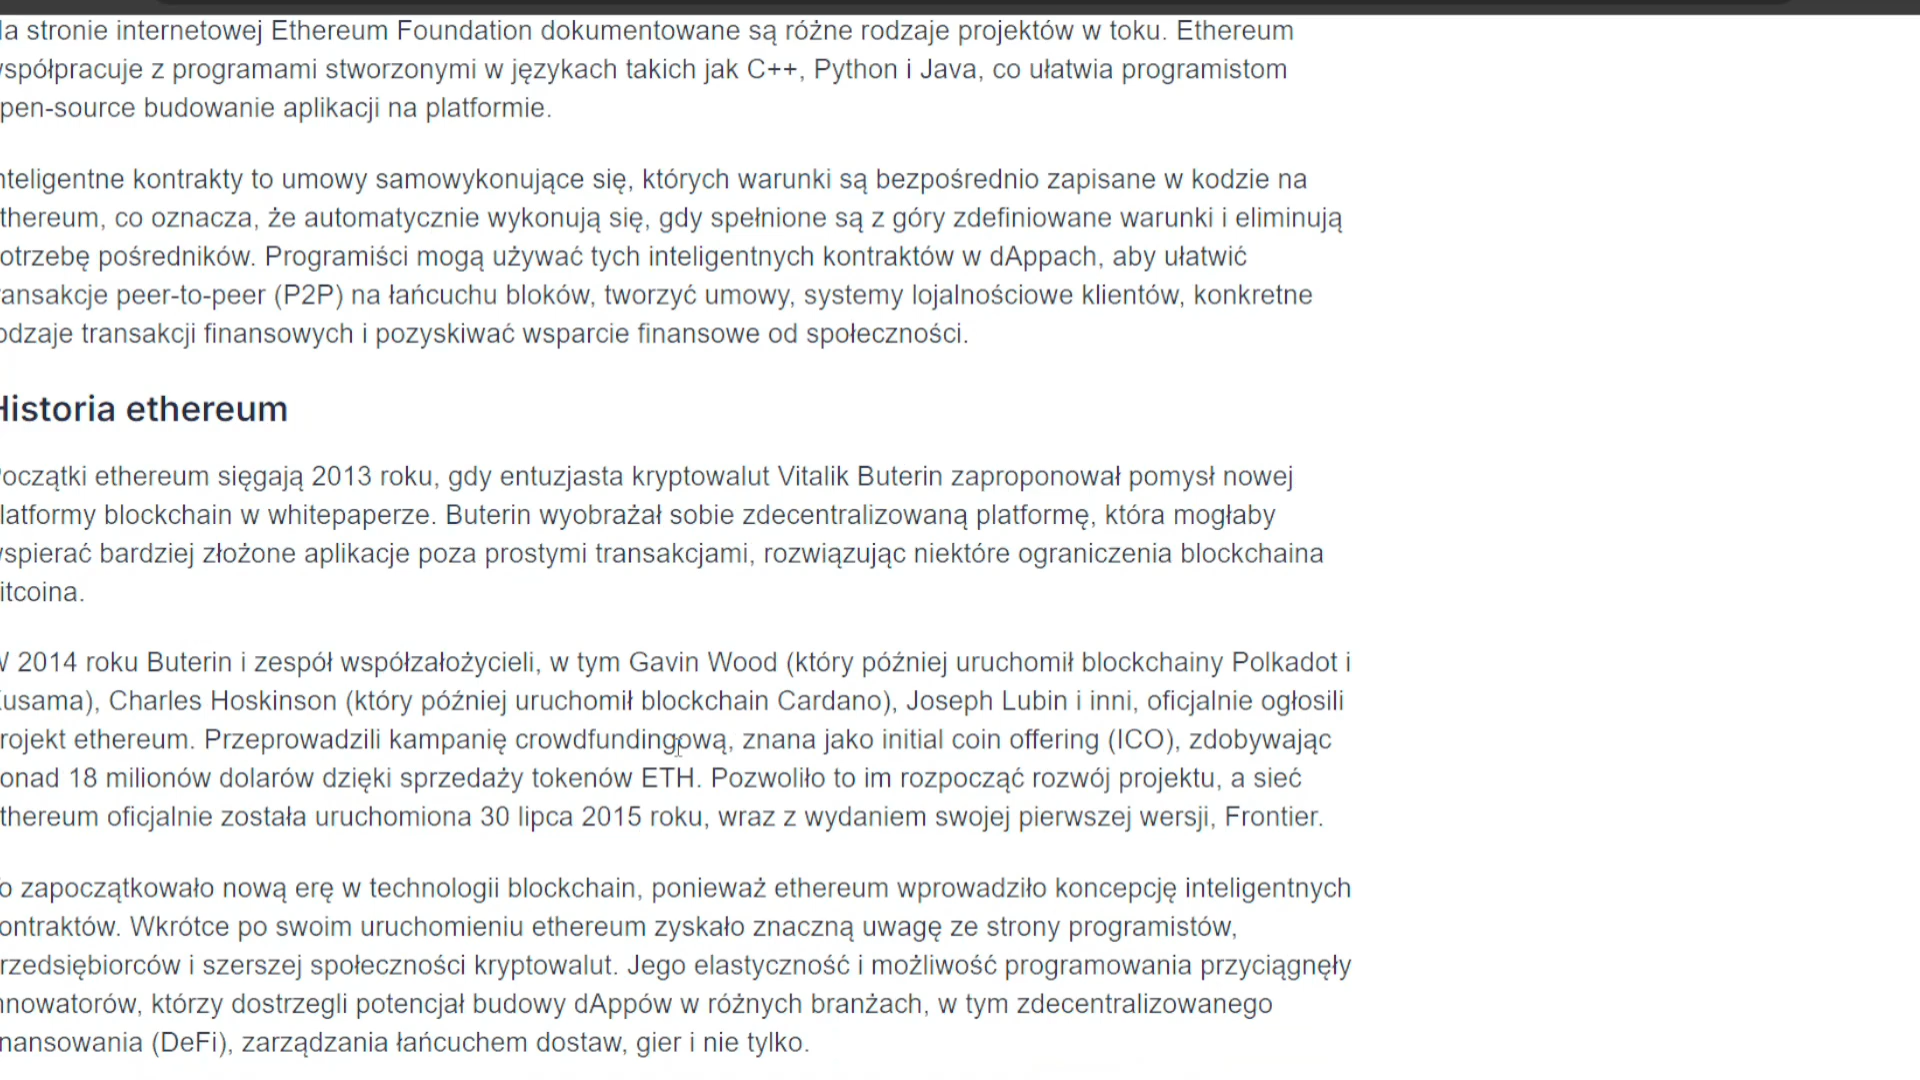 a stronie internetowej Ethereum Foundation dokumentowane są różne rodzaje projektów w toku. Ethereum
współpracuje z programami stworzonymi w językach takich jak C++, Python i Java, co ułatwia programistom
pen-source budowanie aplikacji na platformie.
nteligentne kontrakty to umowy samowykonujące się, których warunki są bezpośrednio zapisane w kodzie na
thereum, co oznacza, że automatycznie wykonują się, gdy spełnione są z góry zdefiniowane warunki i eliminują
otrzebę pośredników. Programiści mogą używać tych inteligentnych kontraktów w dAppach, aby ułatwić
ransakcje peer-to-peer (P2P) na łańcuchu bloków, tworzyć umowy, systemy lojalnościowe klientów, konkretne
odzaje transakcji finansowych i pozyskiwać wsparcie finansowe od społeczności.
Historia ethereum
oczątki ethereum sięgają 2013 roku, gdy entuzjasta kryptowalut Vitalik Buterin zaproponował pomysł nowej
latformy blockchain w whitepaperze. Buterin wyobrażał sobie zdecentralizowaną platformę, która mogłaby
wspierać bardziej złożone aplikacje poza prostymi transakcjami, rozwiązując niektóre ograniczenia blockchaina
itcoina.
W 2014 roku Buterin i zespół współzałożycieli, w tym Gavin Wood (który później uruchomił blockchainy Polkadot i
Kusama), Charles Hoskinson (który później uruchomił blockchain Cardano), Joseph Lubin i inni, oficjalnie ogłosili
rojekt ethereum. Przeprowadzili kampanię crowdfundingową, znana jako initial coin offering (ICO), zdobywając
onad 18 milionów dolarów dzięki sprzedaży tokenów ETH. Pozwoliło to im rozpocząć rozwój projektu, a sieć
thereum oficjalnie została uruchomiona 30 lipca 2015 roku, wraz z wydaniem swojej pierwszej wersji, Frontier.
To zapoczątkowało nową erę w technologii blockchain, ponieważ ethereum wprowadziło koncepcję inteligentnych
ontraktów. Wkrótce po swoim uruchomieniu ethereum zyskało znaczną uwagę ze strony programistów,
rzedsiębiorców i szerszej społeczności kryptowalut. Jego elastyczność i możliwość programowania przyciągnęły
nnowatorów, którzy dostrzegli potencjał budowy dAppów w różnych branżach, w tym zdecentralizowanego
inansowania (DeFi), zarządzania łańcuchem dostaw, gier i nie tylko.